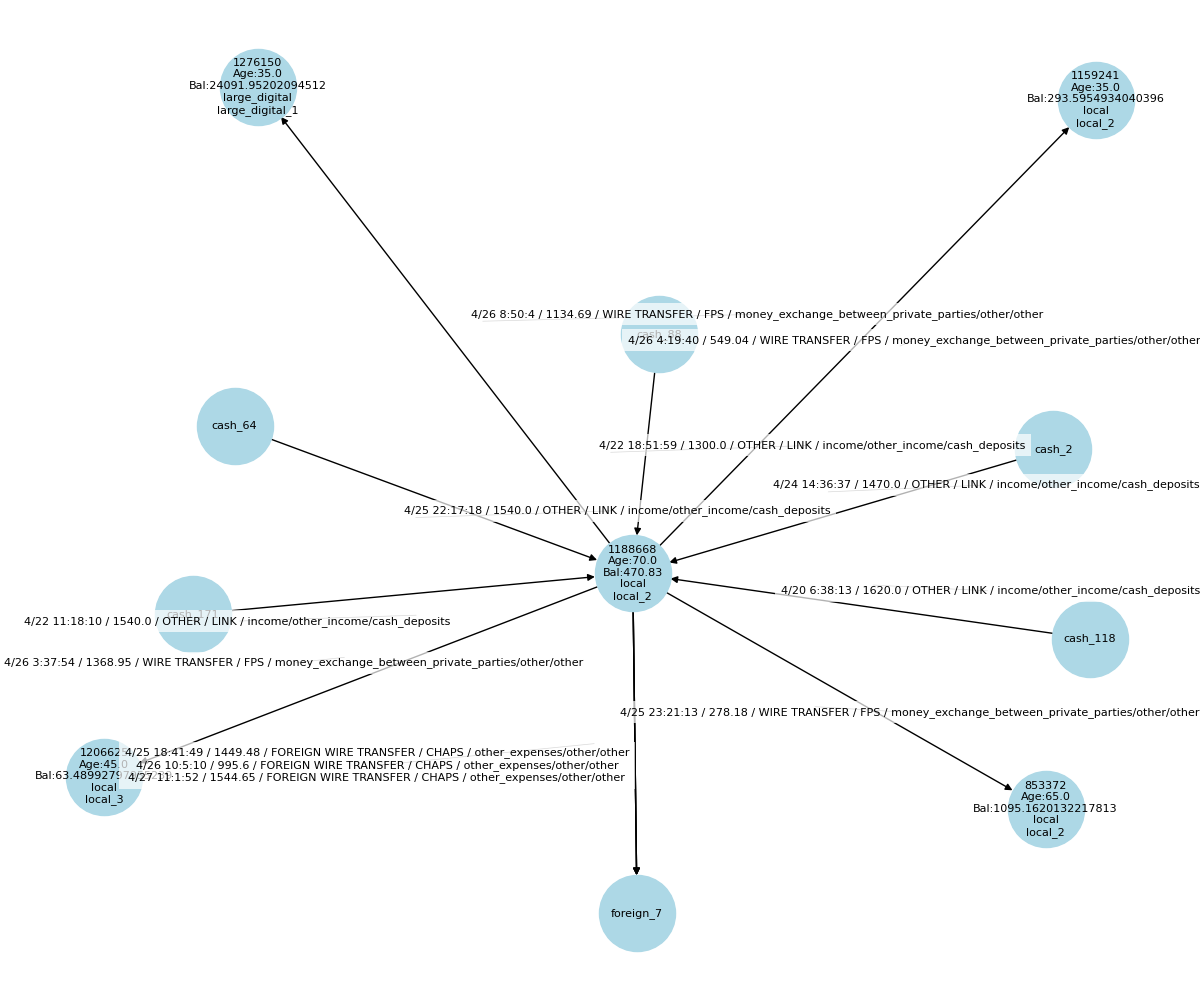 1276150
Age:35.0
Bal:24091.95202094512
large_digital
large_digital_1
1159241
Age:35.0
Bal:293.5954934040396
local
local_2
4/26 8:50:4 / 1134.69 / WIRE TRANSFER / FPS / money_exchange_between_private_parties/other/other
cash_88
4/26 4:19:40 / 549.04 / WIRE TRANSFER / FPS / money_exchange_between_private_parties/other/other
cash_64
4/22 18:51:59 / 1300.0 / OTHER / LINK / income/other_income/cash_deposits
cash_2
4/24 14:36:37 / 1470.0 / OTHER / LINK / income/other_income/cash_deposits
4/25 22:17:18 / 1540.0 / OTHER / LINK / income/other_income/cash_deposits
1188668
Age:70.0
Bal:470.83
local
local_2
4/20 6:38:13 / 1620.0 / OTHER / LINK / income/other_income/cash_deposits
4/22 11:18:10 / 1540.0 / OTHER / LINK / income/other_income/cash_deposits
cash_118
4/26 3:37:54 / 1368.95 / WIRE TRANSFER / FPS / money_exchange_between_private_parties/other/other
4/25 23:21:13 / 278.18 / WIRE TRANSFER / FPS / money_exchange_between_private_parties/other/other
Age:45.0
local
local_3
4/25 18:41:49 / 1449.48 / FOREIGN WIRE TRANSFER / CHAPS / other_expenses/other/other
4/26 10:5:10 / 995.6 / FOREIGN WIRE TRANSFER / CHAPS / other_expenses/other/other
4/27 11:1:52 / 1544.65 / FOREIGN WIRE TRANSFER / CHAPS / other_expenses/other/other
853372
Age:65.0
Bal:1095.1620132217813
local
local_2
foreign_7